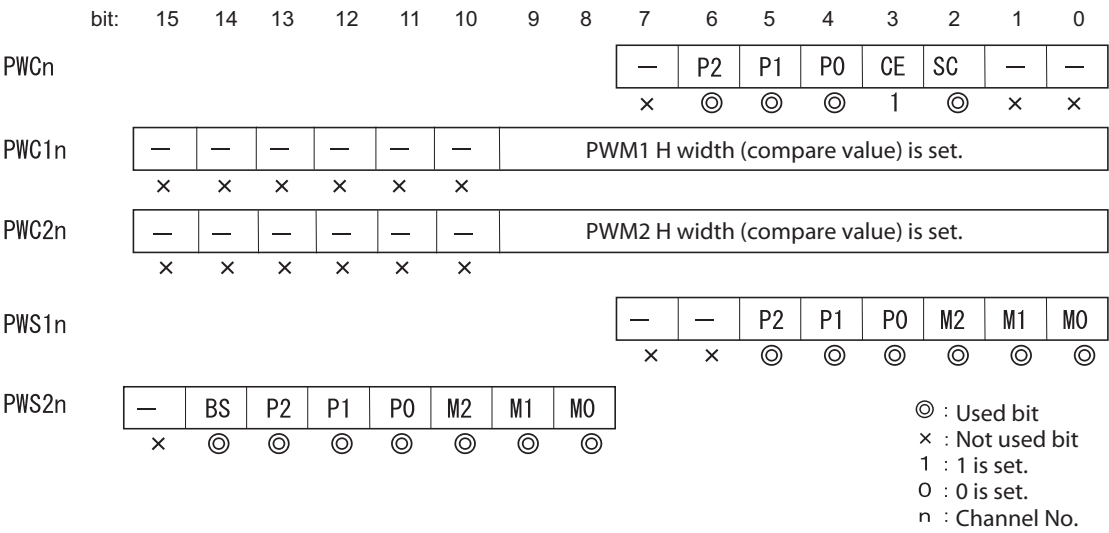 bit: 15 14 13 12 11 10 9 8 7 6 5 4 3 2 1 0
PWCn — P2 P1 P0 CE SC — —
× ◎ ◎ ◎ 1 ◎ × ×
PWC1n — — — — — — PWM1 H width (compare value) is set.
× × × × × ×
PWC2n — — — — — — PWM2 H width (compare value) is set.
× × × × × ×
PWS1n — — P2 P1 P0 M2 M1 M0
× × ◎ ◎ ◎ ◎ ◎ ◎
PWS2n — BS P2 P1 P0 M2 M1 M0
× ◎ ◎ ◎ ◎ ◎ ◎ ◎
◎ : Used bit
× : Not used bit
1 : 1 is set.
0 : 0 is set.
n : Channel No.